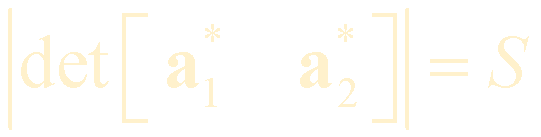 |det[ a₁* a₂* ]| = S